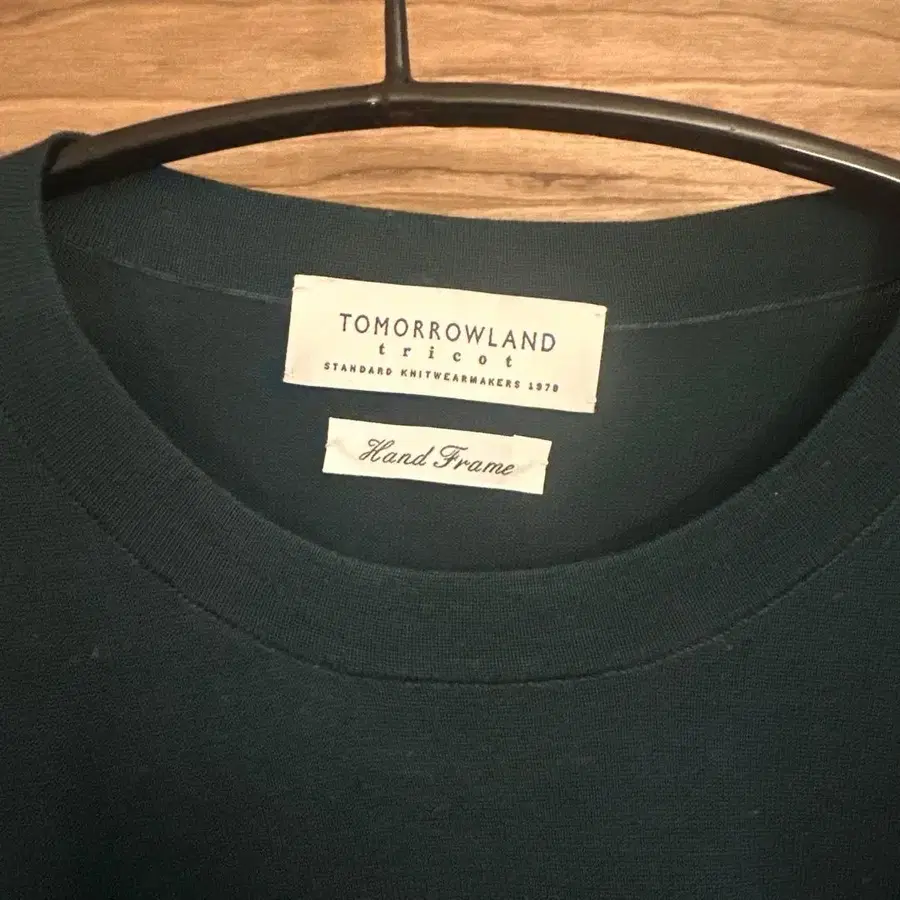 TOMORROWLAND
tricot
STANDARD KNITWEARMAKERS 1978
Hand Frame